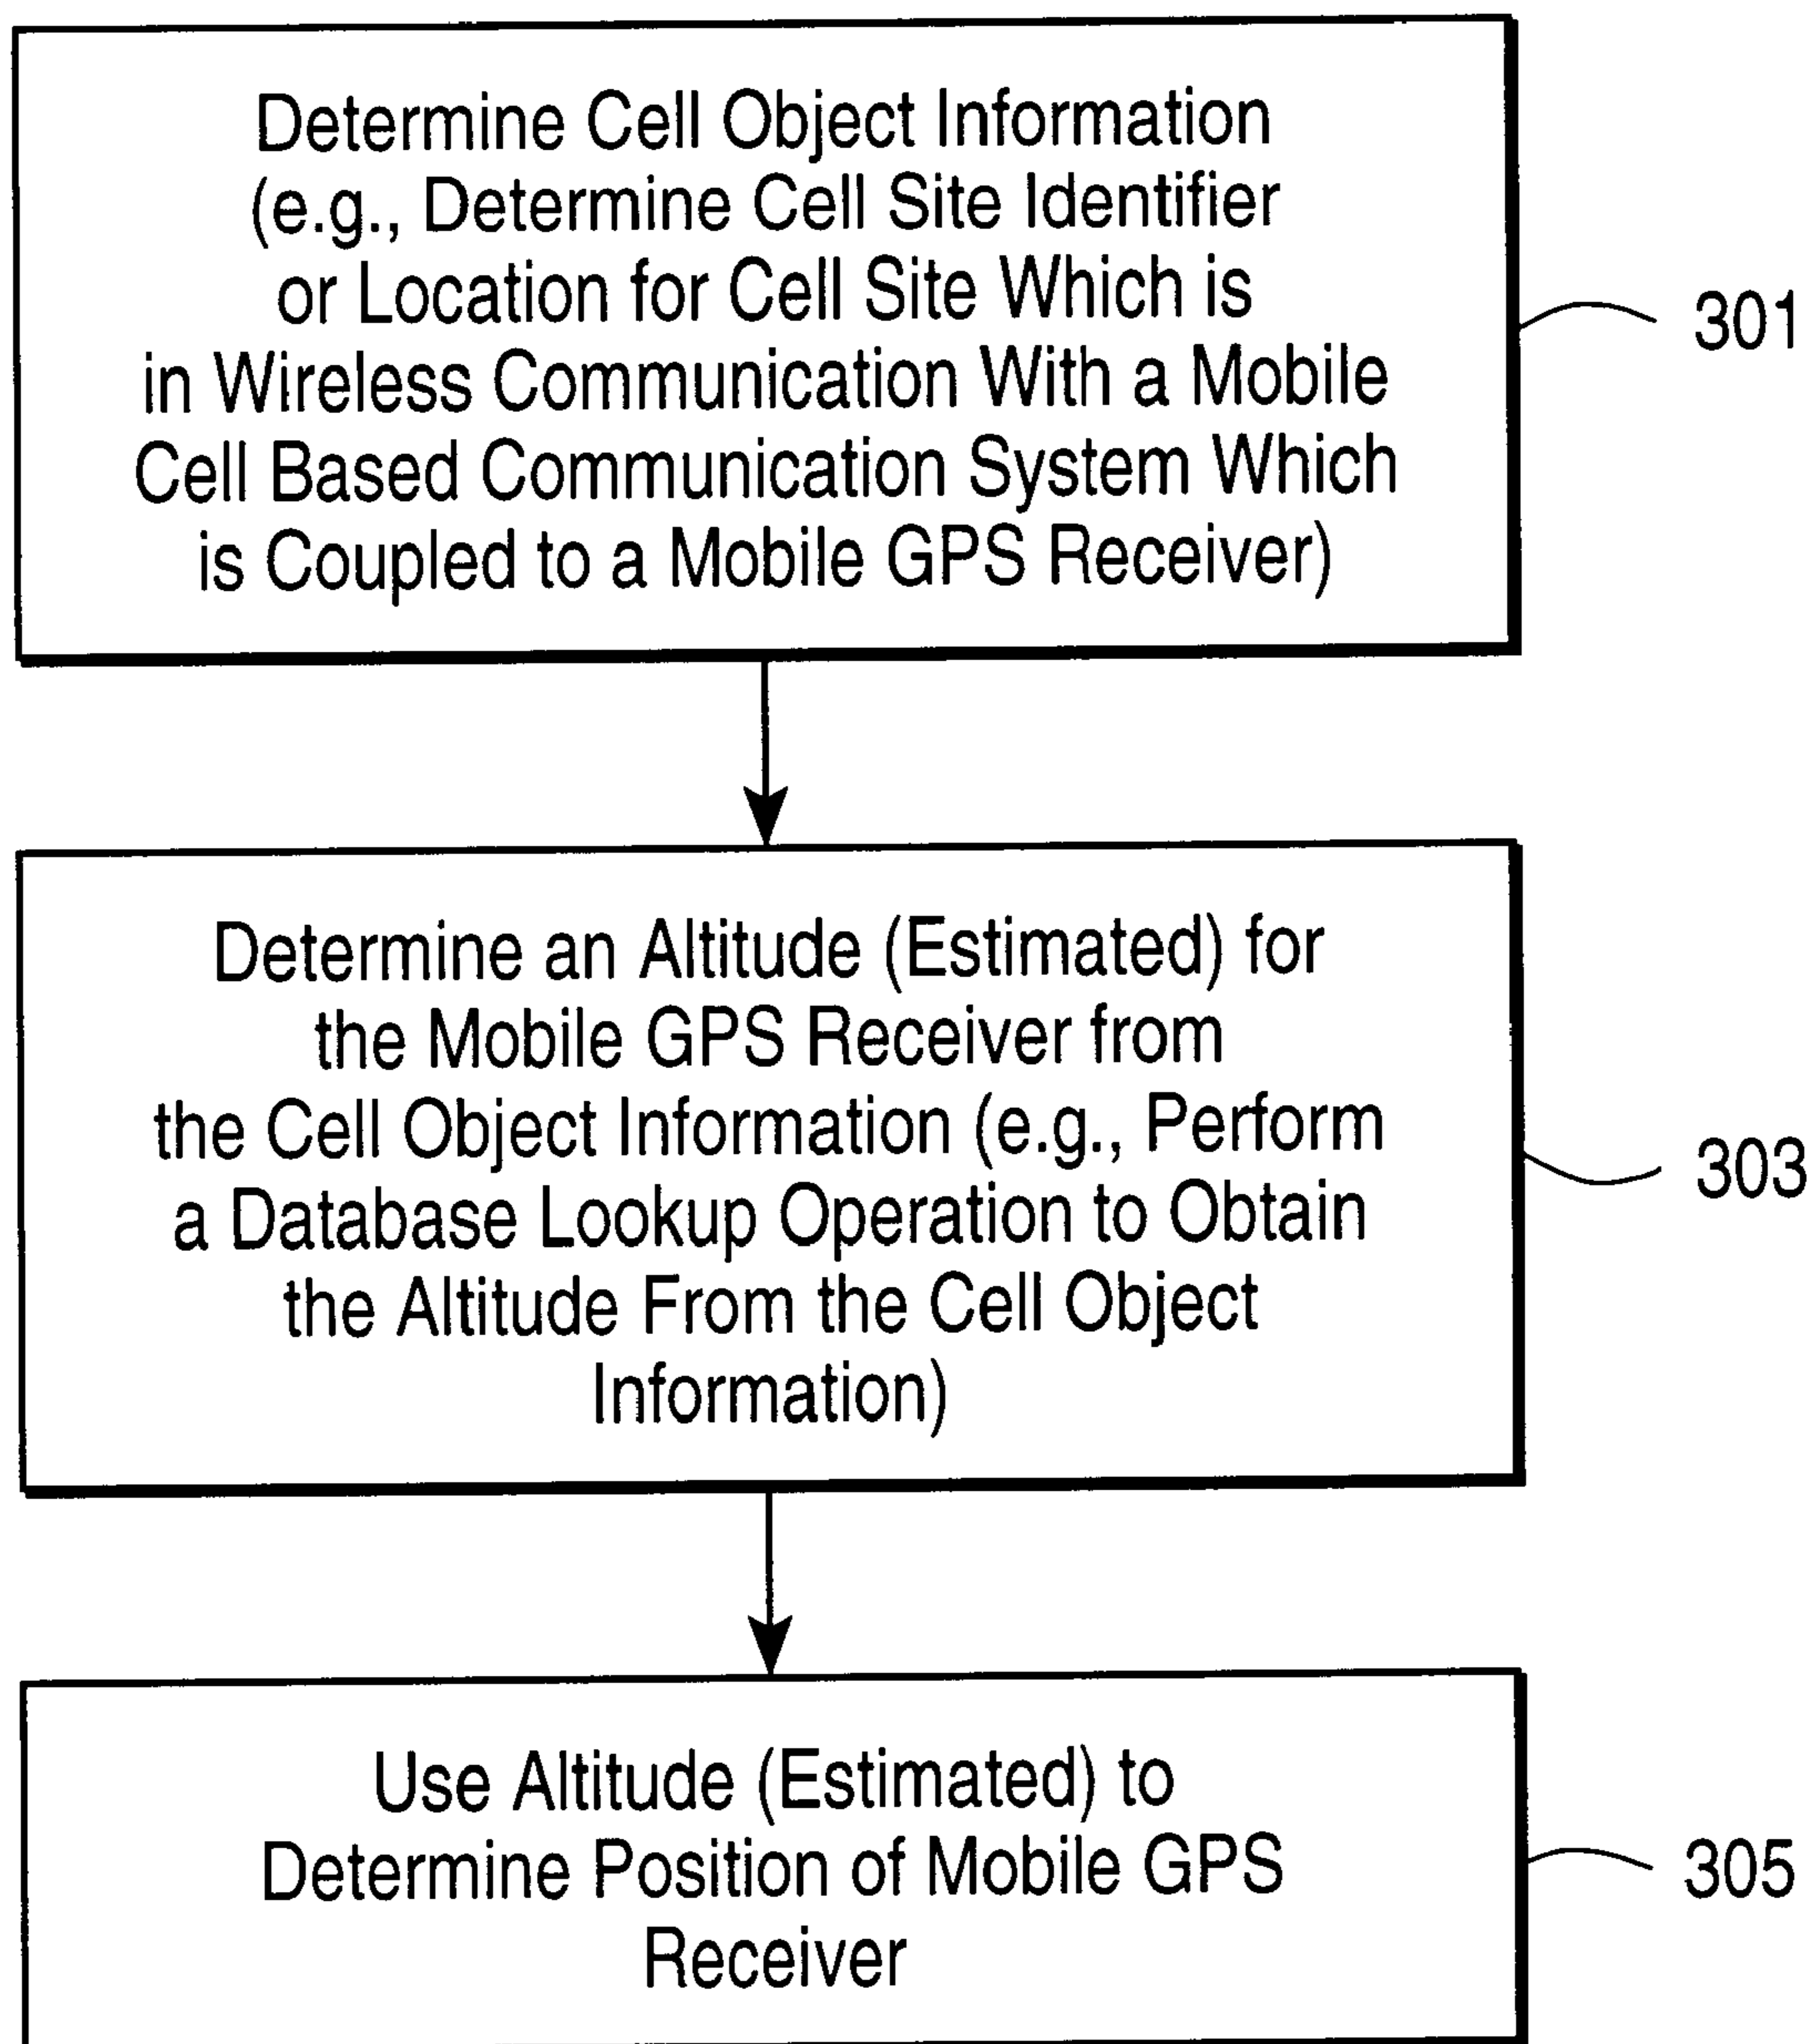 Determine Cell Object Information
(e.g., Determine Cell Site Identifier
or Location for Cell Site Which is
in Wireless Communication With a Mobile
Cell Based Communication System Which
is Coupled to a Mobile GPS Receiver)
301
Determine an Altitude (Estimated) for
the Mobile GPS Receiver from
the Cell Object Information (e.g., Perform
a Database Lookup Operation to Obtain
the Altitude From the Cell Object
Information)
303
Use Altitude (Estimated) to
Determine Position of Mobile GPS
Receiver
305